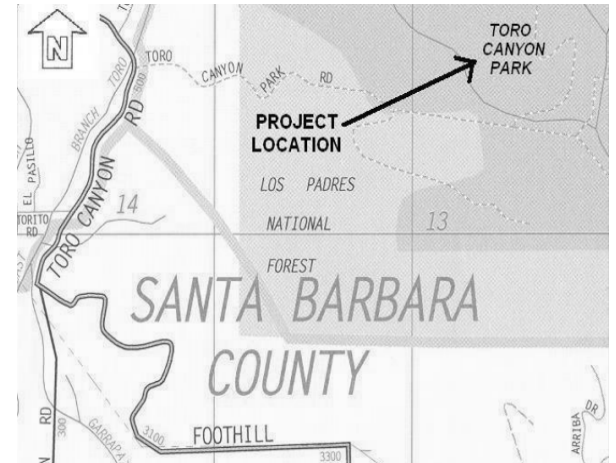 N
TORO
CANYON
PARK
TORO
CANYON
PARK
RD
BRANCH
TORO
500
PROJECT
LOCATION
TORO CANYON RD
EL PASILLO
14
LOS PADRES
NATIONAL
FOREST
13
TORITO
RD
SANTA BARBARA
COUNTY
RD
300
3100
FOOTHILL
3300
ARRIBA
DR